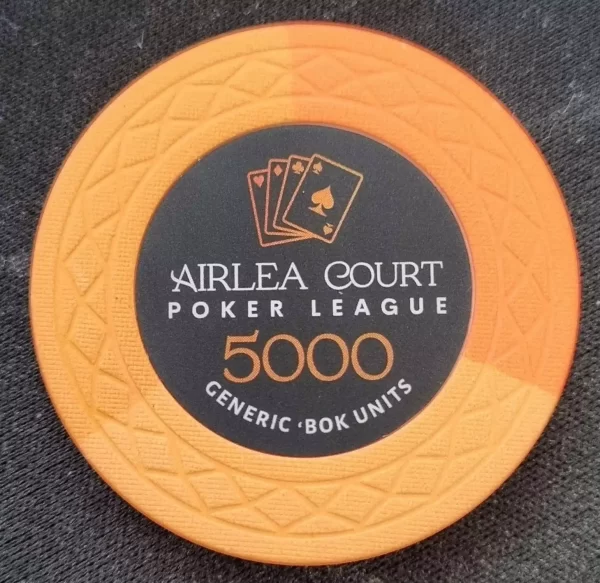 AIRLEA COURT
POKER LEAGUE
5000
GENERIC ‘BOK UNITS